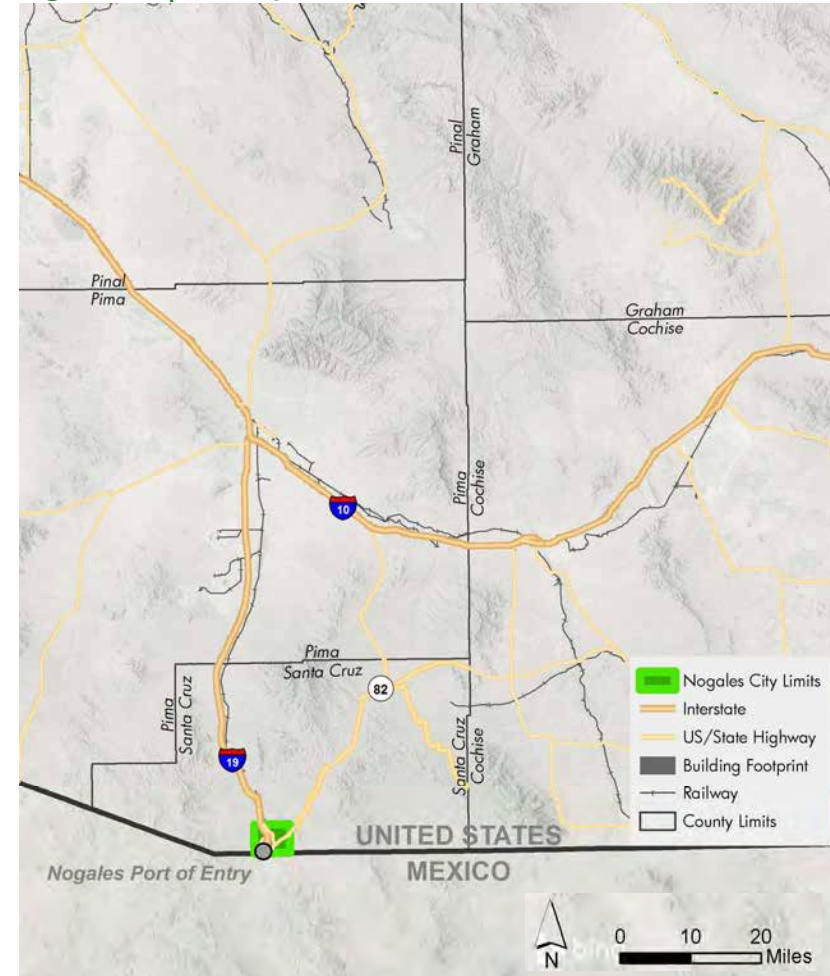 Pinal
Graham
Pinal
Pima
Graham
Cochise
Pima
Cochise
10
Pima
Santa Cruz
82
Pima
Santa Cruz
Santa Cruz
Cochise
19
Nogales City Limits
Interstate
US/State Highway
Building Footprint
Railway
County Limits
UNITED STATES
MEXICO
Nogales Port of Entry
N
bing
0 10 20
Miles